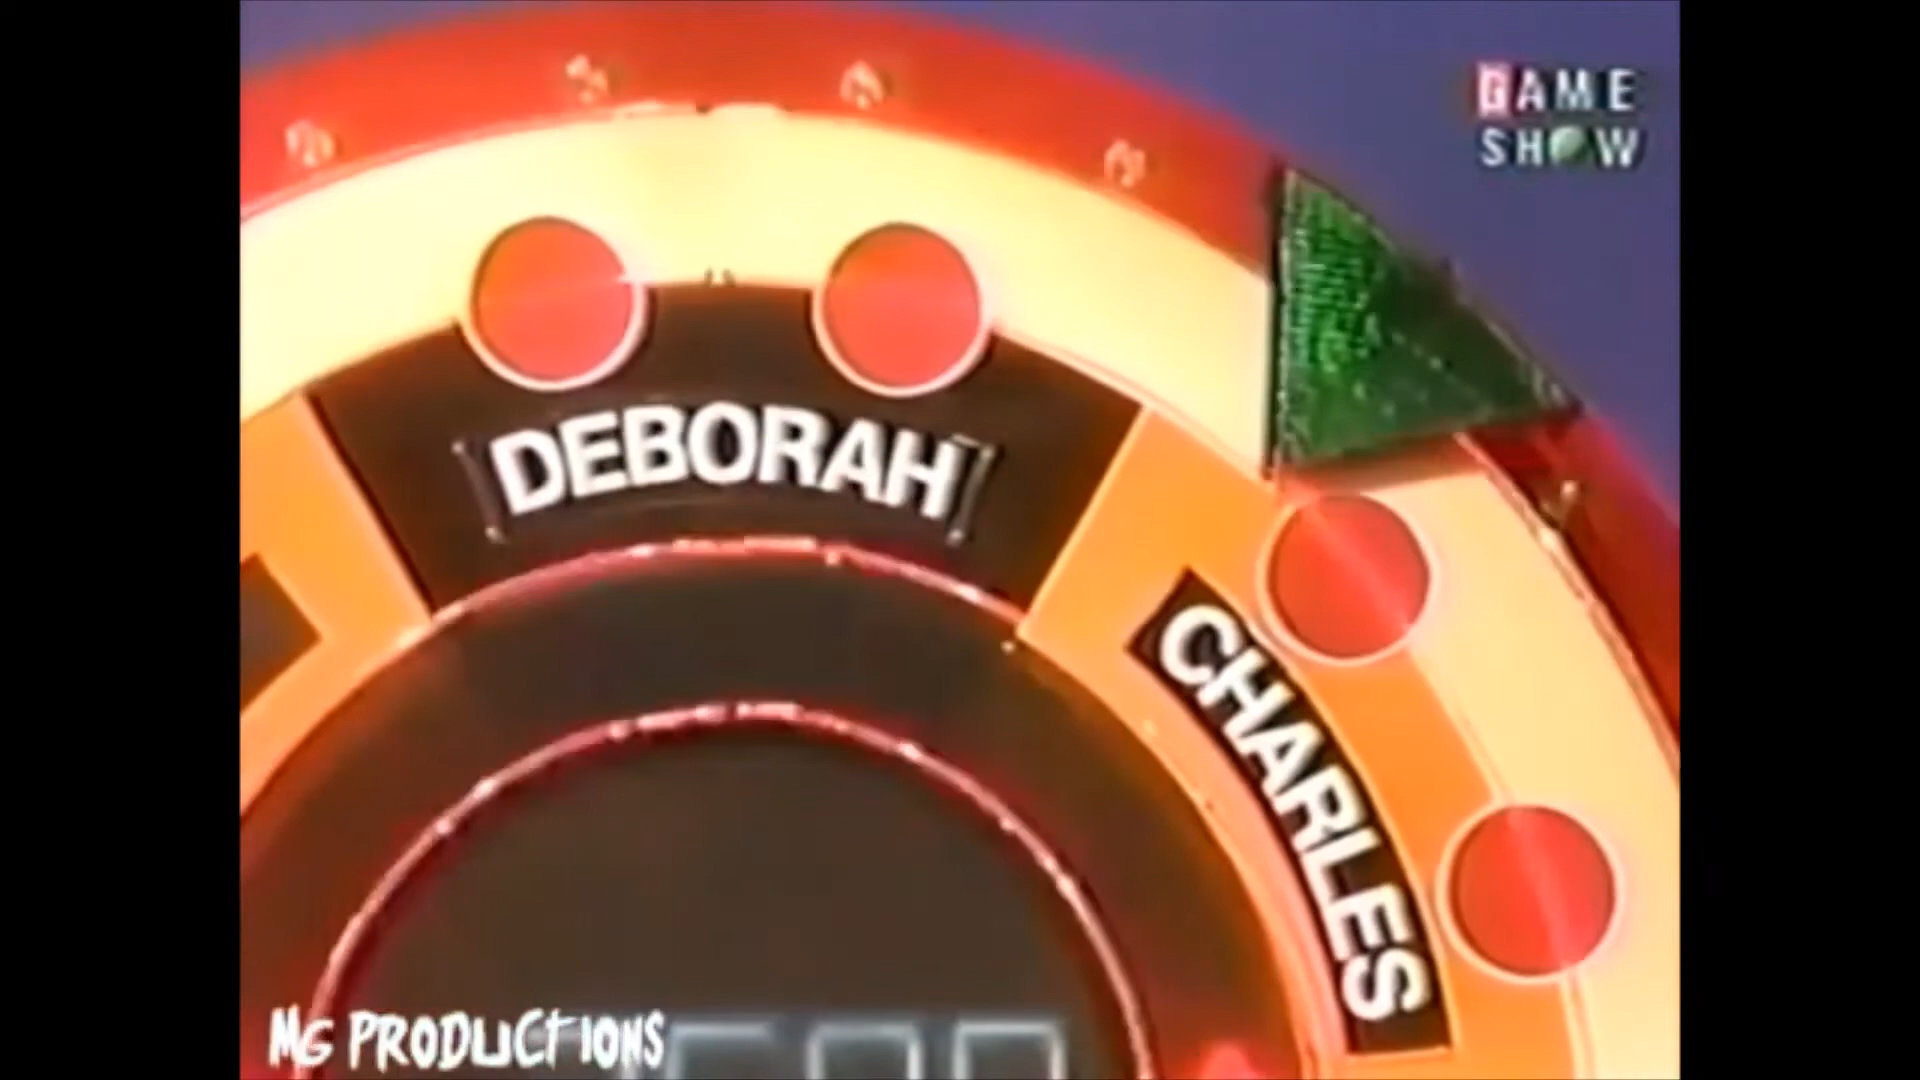 GAME
SHOW
DEBORAH
CHARLES
MG PRODUCTIONS